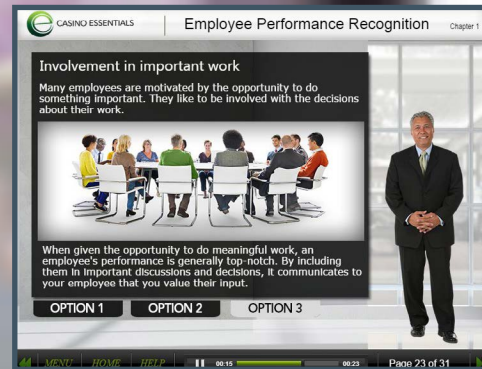 CASINO ESSENTIALS
Employee Performance Recognition
Chapter 1
Involvement in important work
Many employees are motivated by the opportunity to do
something important. They like to be involved with the decisions
about their work.
When given the opportunity to do meaningful work, an
employee's performance is generally top-notch. By including
them in important discussions and decisions, it communicates to
your employee that you value their input.
OPTION 1
OPTION 2
OPTION 3
MENU HOME HELP 00:15 00:23 Page 23 of 31